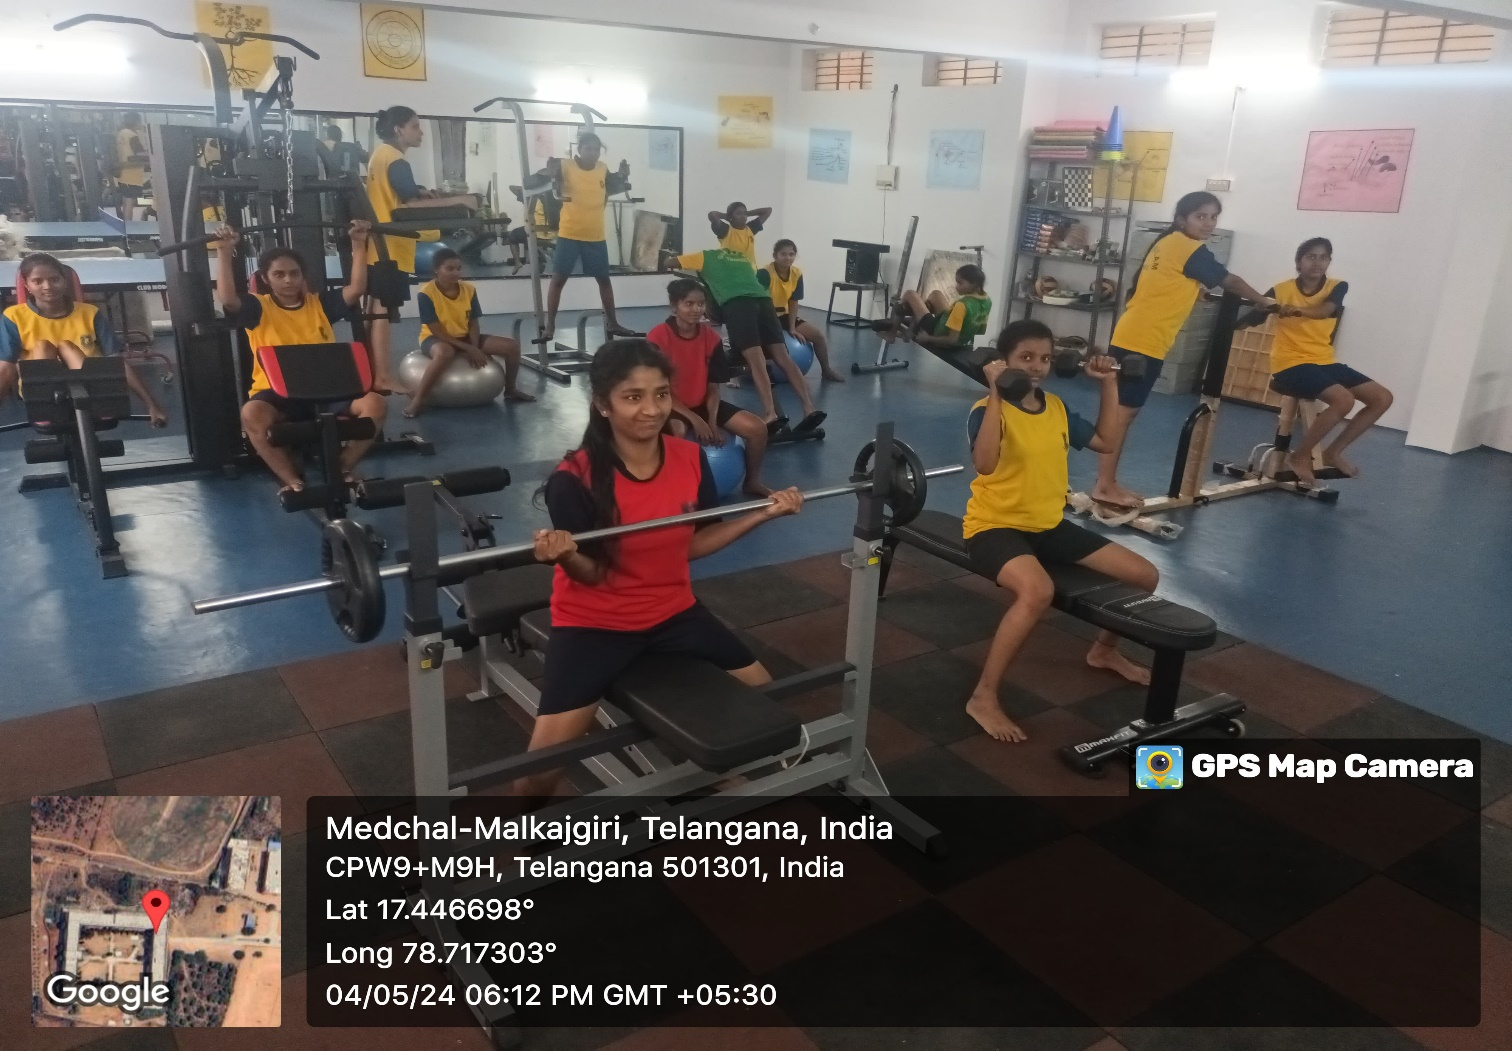 GPS Map Camera
Medchal-Malkajgiri, Telangana, India
CPW9+M9H, Telangana 501301, India
Lat 17.446698°
Long 78.717303°
04/05/24 06:12 PM GMT +05:30
Google
MAXFIT